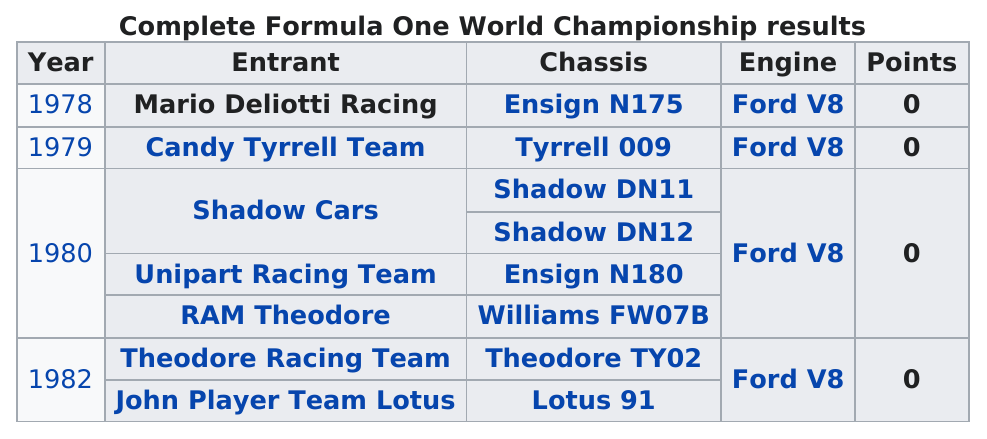 Complete Formula One World Championship results
Year Entrant Chassis Engine Points
1978 Mario Deliotti Racing Ensign N175 Ford V8 0
1979 Candy Tyrrell Team Tyrrell 009 Ford V8 0
1980 Shadow Cars Shadow DN11 Ford V8 0
Shadow DN12
Unipart Racing Team Ensign N180
RAM Theodore Williams FW07B
1982 Theodore Racing Team Theodore TY02 Ford V8 0
John Player Team Lotus Lotus 91